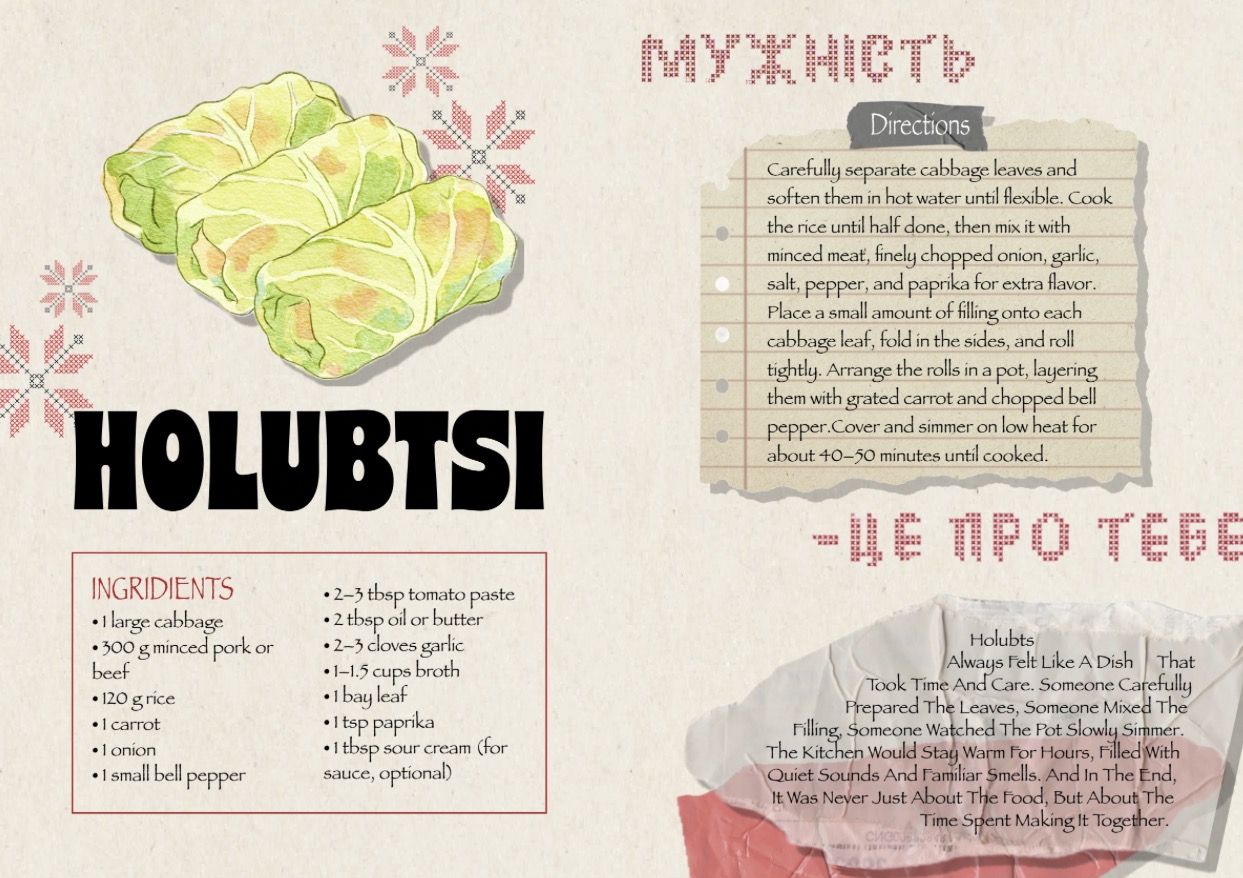 HOLUBTSI
INGRIDIENTS
• 1 large cabbage
• 300 g minced pork or
beef
• 120 g rice
• 1 carrot
• 1 onion
• 1 small bell pepper
• 2–3 tbsp tomato paste
• 2 tbsp oil or butter
• 2–3 cloves garlic
• 1–1.5 cups broth
• 1 bay leaf
• 1 tsp paprika
• 1 tbsp sour cream (for
sauce, optional)
МУЖНІСТЬ
Directions
Carefully separate cabbage leaves and
soften them in hot water until flexible. Cook
the rice until half done, then mix it with
minced meat, finely chopped onion, garlic,
salt, pepper, and paprika for extra flavor.
Place a small amount of filling onto each
cabbage leaf, fold in the sides, and roll
tightly. Arrange the rolls in a pot, layering
them with grated carrot and chopped bell
pepper.Cover and simmer on low heat for
about 40–50 minutes until cooked.
-ЦЕ ПРО ТЕБЕ
Holubts
Always Felt Like A Dish That
Took Time And Care. Someone Carefully
Prepared The Leaves, Someone Mixed The
Filling, Someone Watched The Pot Slowly Simmer.
The Kitchen Would Stay Warm For Hours, Filled With
Quiet Sounds And Familiar Smells. And In The End,
It Was Never Just About The Food, But About The
Time Spent Making It Together.